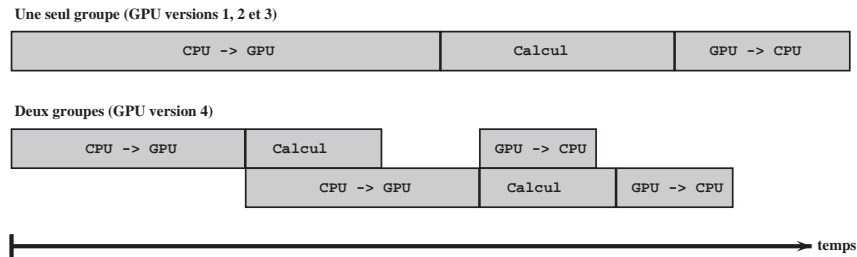 Une seul groupe (GPU versions 1, 2 et 3)
CPU -> GPU Calcul GPU -> CPU
Deux groupes (GPU version 4)
CPU -> GPU Calcul GPU -> CPU
CPU -> GPU Calcul GPU -> CPU
temps